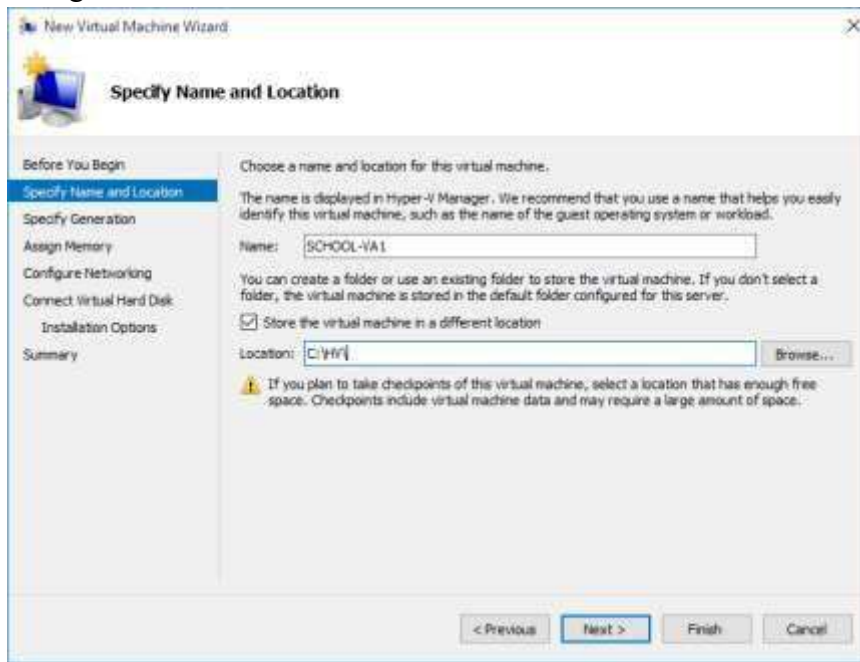 New Virtual Machine Wizard
Specify Name and Location
Before You Begin
Specify Name and Location
Specify Generation
Assign Memory
Configure Networking
Connect Virtual Hard Disk
Installation Options
Summary
Choose a name and location for this virtual machine.
The name is displayed in Hyper-V Manager. We recommend that you use a name that helps you easily
identify this virtual machine, such as the name of the guest operating system or workload.
Name: SCHOOL-VA1
You can create a folder or use an existing folder to store the virtual machine. If you don't select a
folder, the virtual machine is stored in the default folder configured for this server.
Store the virtual machine in a different location
Location: C:\HV\
Browse...
If you plan to take checkpoints of this virtual machine, select a location that has enough free
space. Checkpoints include virtual machine data and may require a large amount of space.
< Previous
Next >
Finish
Cancel